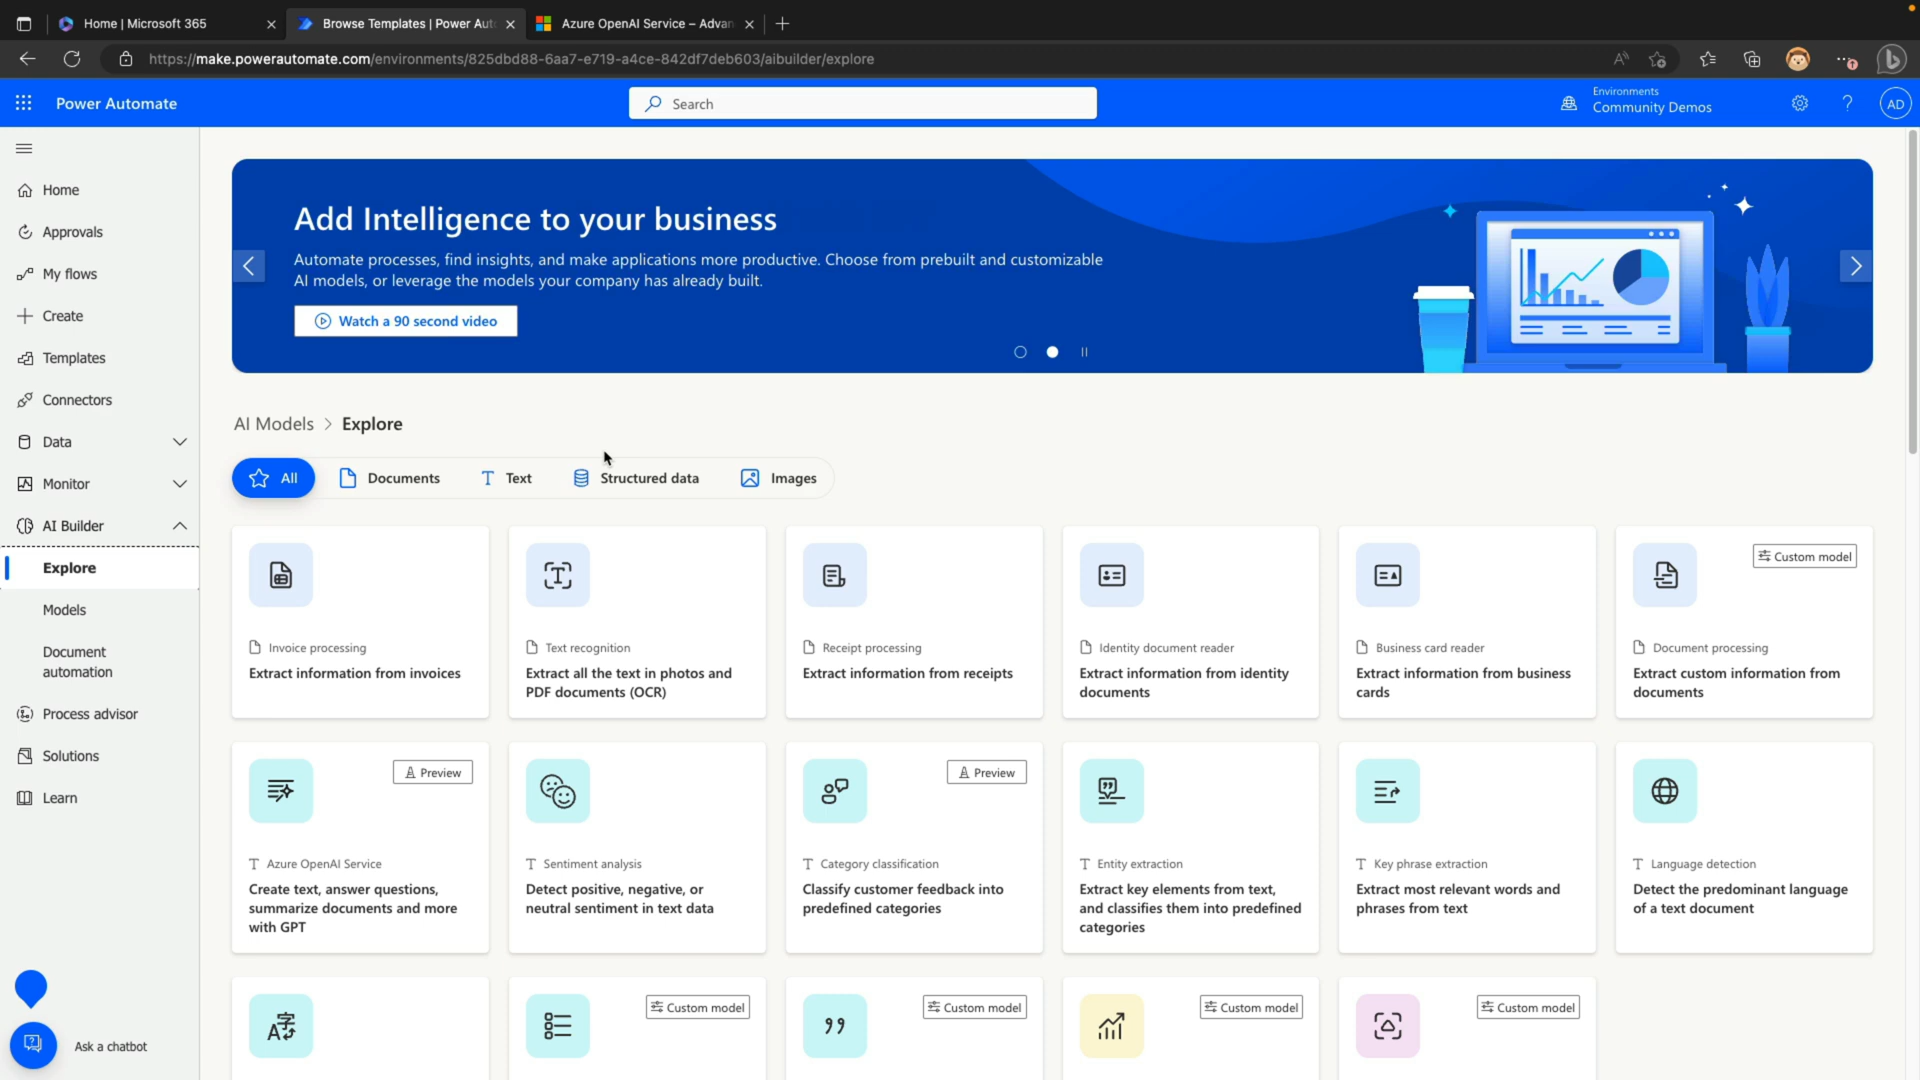 Home | Microsoft 365
Browse Templates | Power Aut
Azure OpenAI Service – Advan
https://make.powerautomate.com/environments/825dbd88-6aa7-e719-a4ce-842df7deb603/aibuilder/explore
Power Automate
Search
Environments
Community Demos
?
AD
Home
Approvals
My flows
Create
Templates
Connectors
Data
Monitor
AI Builder
Explore
Models
Document
automation
Process advisor
Solutions
Learn
Ask a chatbot
Add Intelligence to your business
Automate processes, find insights, and make applications more productive. Choose from prebuilt and customizable
AI models, or leverage the models your company has already built.
Watch a 90 second video
AI Models > Explore
All
Documents
Text
Structured data
Images
Invoice processing
Extract information from invoices
Text recognition
Extract all the text in photos and
PDF documents (OCR)
Receipt processing
Extract information from receipts
Identity document reader
Extract information from identity
documents
Business card reader
Extract information from business
cards
Custom model
Document processing
Extract custom information from
documents
Preview
Azure OpenAI Service
Create text, answer questions,
summarize documents and more
with GPT
Sentiment analysis
Detect positive, negative, or
neutral sentiment in text data
Preview
Category classification
Classify customer feedback into
predefined categories
Entity extraction
Extract key elements from text,
and classifies them into predefined
categories
Key phrase extraction
Extract most relevant words and
phrases from text
Language detection
Detect the predominant language
of a text document
Custom model
Custom model
Custom model
Custom model